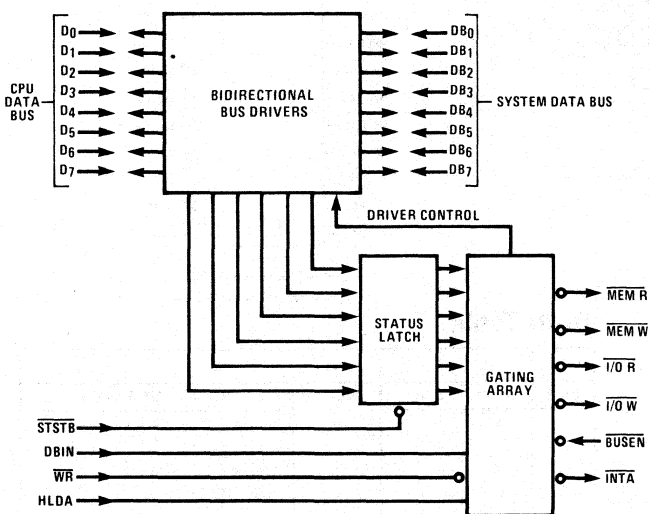 D0
D1
D2
D3
D4
D5
D6
D7
CPU
DATA
BUS
BIDIRECTIONAL
BUS DRIVERS
DB0
DB1
DB2
DB3
DB4
DB5
DB6
DB7
SYSTEM DATA BUS
DRIVER CONTROL
STATUS
LATCH
GATING
ARRAY
MEM R
MEM W
I/O R
I/O W
BUSEN
INTA
STSTB
DBIN
WR
HLDA